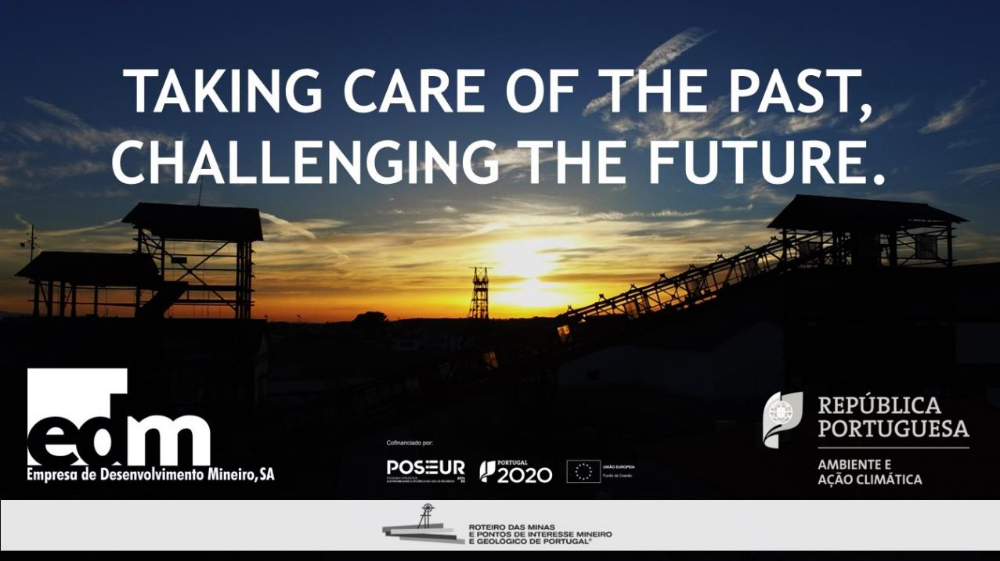 TAKING CARE OF THE PAST,
CHALLENGING THE FUTURE.
edm
Empresa de Desenvolvimento Mineiro, SA
Cofinanciado por:
POSEUR
PORTUGAL
2020
UNIÃO EUROPEIA
Fundo de Coesão
REPÚBLICA
PORTUGUESA
AMBIENTE E
AÇÃO CLIMÁTICA
ROTEIRO DAS MINAS
E PONTOS DE INTERESSE MINEIRO
E GEOLÓGICO DE PORTUGAL®